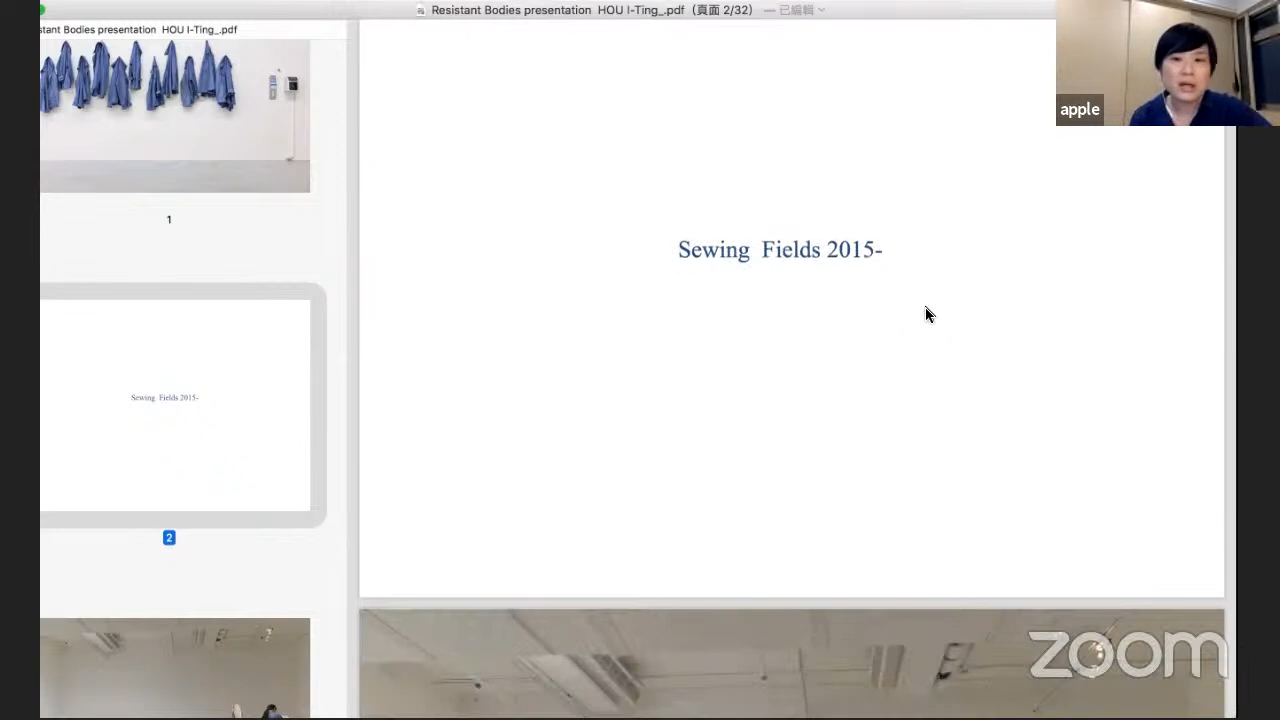 Resistant Bodies presentation  HOU I-Ting_.pdf（頁面 2/32） — 已編輯
stant Bodies presentation  HOU I-Ting_.pdf
apple
1
Sewing  Fields 2015-
Sewing  Fields 2015-
2
zoom